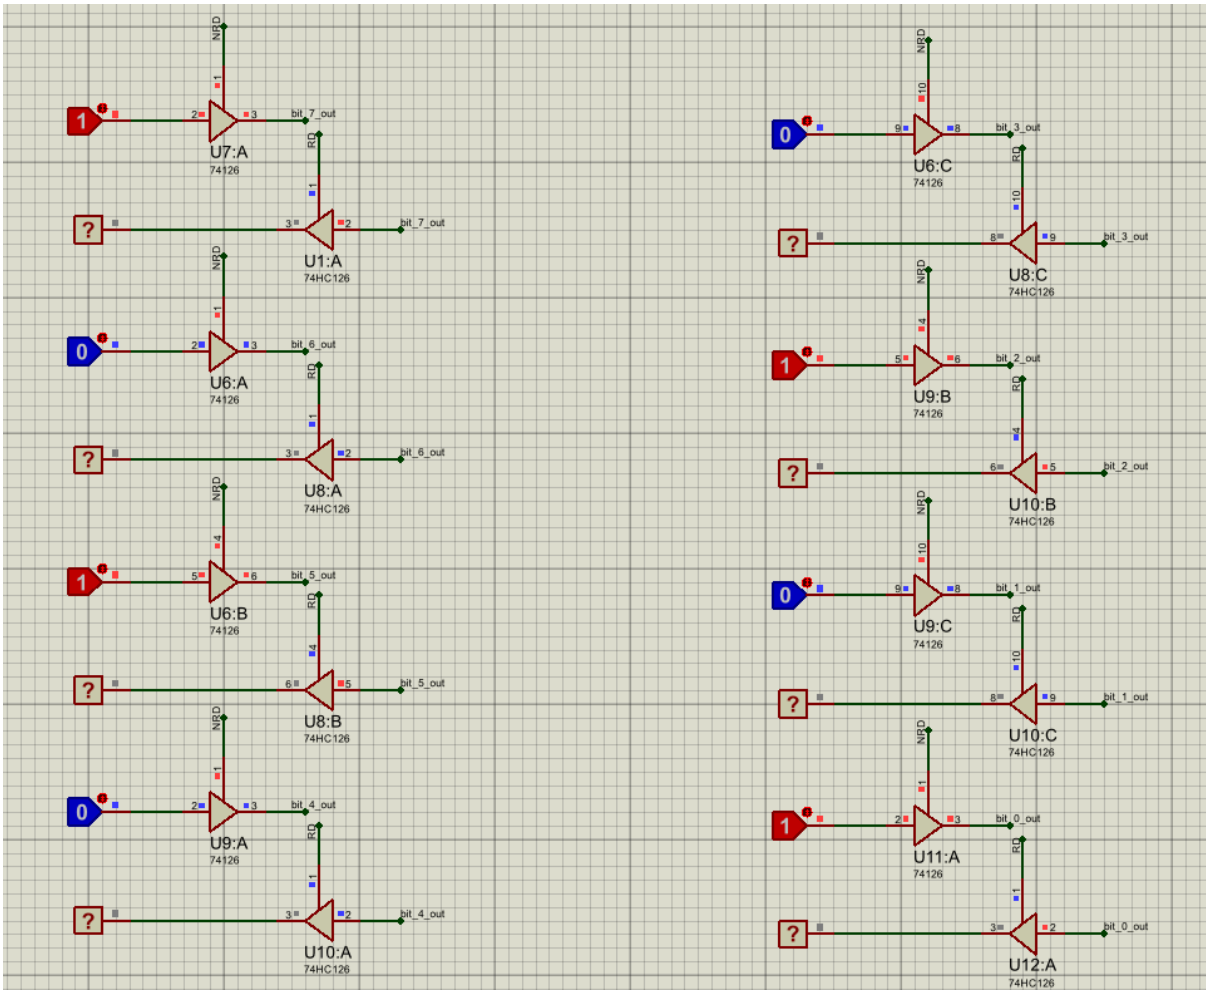 NRD
1
1
2
3
bit_7_out
U7:A
74126
RD
1
?
3
2
bit_7_out
U1:A
74HC126
NRD
1
0
2
3
bit_6_out
U6:A
74126
RD
1
?
3
2
bit_6_out
U8:A
74HC126
NRD
4
1
5
6
bit_5_out
U6:B
74126
RD
4
?
6
5
bit_5_out
U8:B
74HC126
NRD
1
0
2
3
bit_4_out
U9:A
74126
RD
1
?
3
2
bit_4_out
U10:A
74HC126
NRD
10
0
9
8
bit_3_out
U6:C
74126
RD
10
?
8
9
bit_3_out
U8:C
74HC126
NRD
4
1
5
6
bit_2_out
U9:B
74126
RD
4
?
6
5
bit_2_out
U10:B
74HC126
NRD
10
0
9
8
bit_1_out
U9:C
74126
RD
10
?
8
9
bit_1_out
U10:C
74HC126
NRD
1
1
2
3
bit_0_out
U11:A
74126
RD
1
?
3
2
bit_0_out
U12:A
74HC126